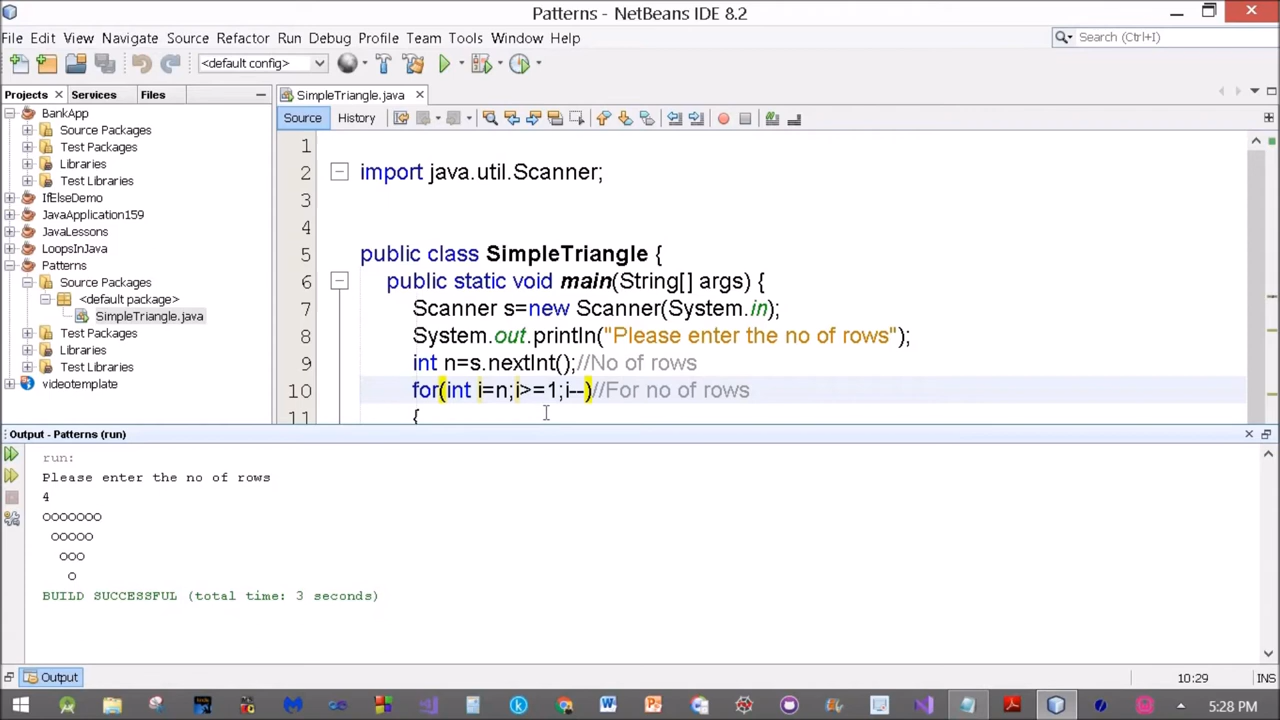 Patterns - NetBeans IDE 8.2
File Edit View Navigate Source Refactor Run Debug Profile Team Tools Window Help
Search (Ctrl+I)
<default config>
Projects Services Files
SimpleTriangle.java
Source History
BankApp
Source Packages
Test Packages
Libraries
Test Libraries
IfElseDemo
JavaApplication159
JavaLessons
LoopsInJava
Patterns
Source Packages
<default package>
SimpleTriangle.java
Test Packages
Libraries
Test Libraries
videotemplate
1
2 import java.util.Scanner;
3
4
5 public class SimpleTriangle {
6 public static void main(String[] args) {
7 Scanner s=new Scanner(System.in);
8 System.out.println("Please enter the no of rows");
9 int n=s.nextInt();//No of rows
10 for(int i=n;i>=1;i--)//For no of rows
11 {
Output - Patterns (run)
run:
Please enter the no of rows
4
ooooooo
ooooo
ooo
o
BUILD SUCCESSFUL (total time: 3 seconds)
Output
10:29 INS
5:28 PM